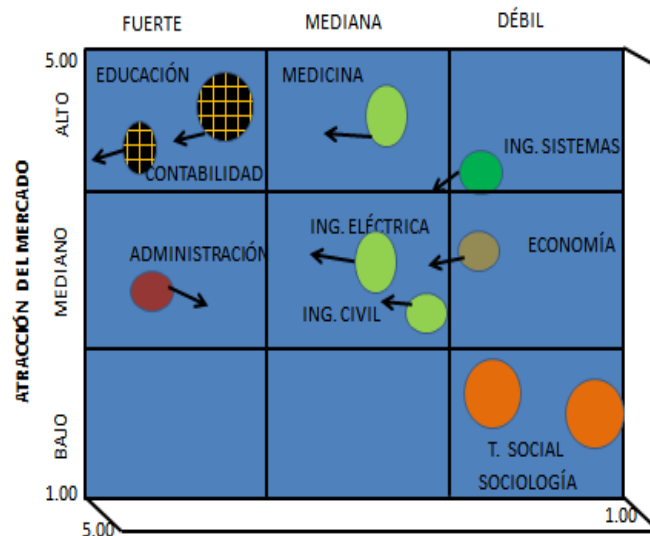 FUERTE
MEDIANA
DÉBIL
5.00
ALTO
EDUCACIÓN
MEDICINA
ING. SISTEMAS
CONTABILIDAD
ATRACCIÓN DEL MERCADO
MEDIANO
ING. ELÉCTRICA
ADMINISTRACIÓN
ECONOMÍA
ING. CIVIL
BAJO
T. SOCIAL
SOCIOLOGÍA
1.00
5.00
1.00